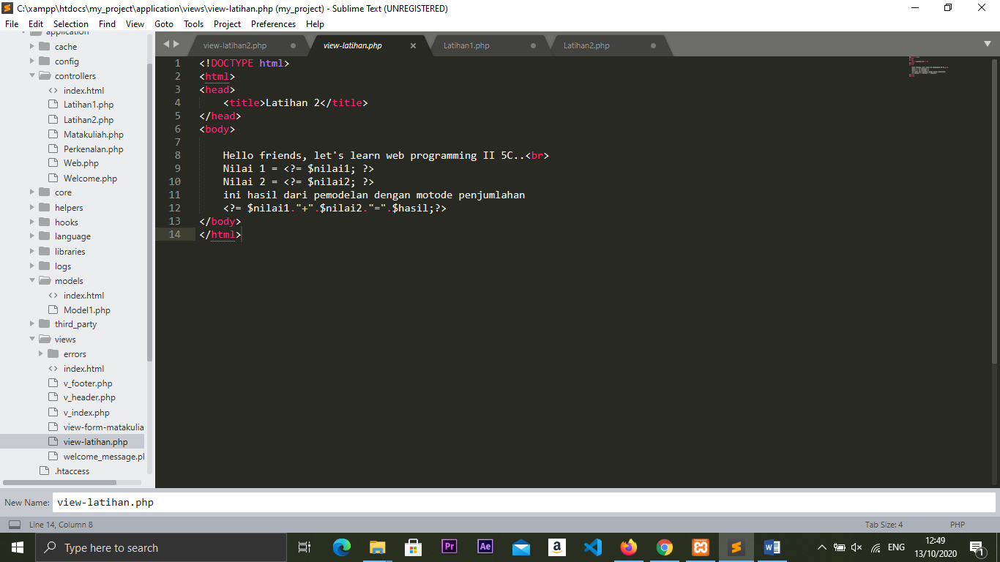 C:\xampp\htdocs\my_project\application\views\view-latihan.php (my_project) - Sublime Text (UNREGISTERED)
File Edit Selection Find View Goto Tools Project Preferences Help
application
cache
config
controllers
index.html
Latihan1.php
Latihan2.php
Matakuliah.php
Perkenalan.php
Web.php
Welcome.php
core
helpers
hooks
language
libraries
logs
models
index.html
Model1.php
third_party
views
errors
index.html
v_footer.php
v_header.php
v_index.php
view-form-matakulia
view-latihan.php
welcome_message.pl
.htaccess
view-latihan2.php view-latihan.php Latihan1.php Latihan2.php
1 <!DOCTYPE html>
2 <html>
3 <head>
4 <title>Latihan 2</title>
5 </head>
6 <body>
7
8 Hello friends, let's learn web programming II 5C..<br>
9 Nilai 1 = <?= $nilai1; ?>
10 Nilai 2 = <?= $nilai2; ?>
11 ini hasil dari pemodelan dengan motode penjumlahan
12 <?= $nilai1."+".$nilai2."=".$hasil;?>
13 </body>
14 </html>
New Name: view-latihan.php
Line 14, Column 8 Tab Size: 4 PHP
Type here to search
Pr Ae a W
ENG
12:49
13/10/2020
1